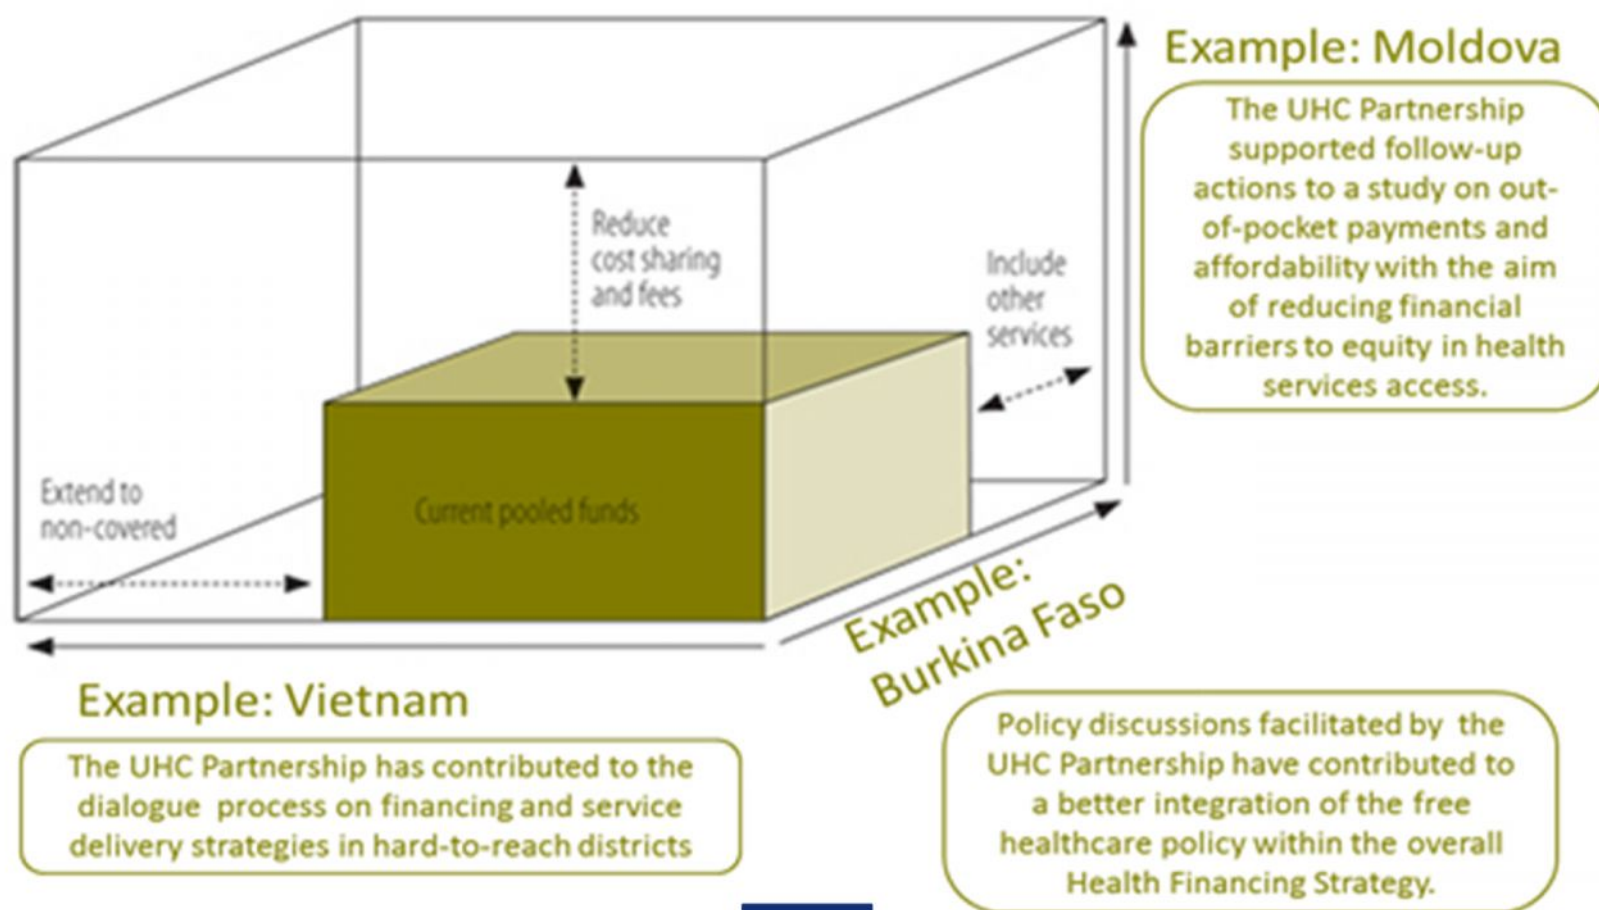 Example: Moldova
The UHC Partnership
supported follow-up
actions to a study on out-
of-pocket payments and
affordability with the aim
of reducing financial
barriers to equity in health
services access.
Reduce
cost sharing
and fees
Include
other
services
Extend to
non-covered
Current pooled funds
Example:
Burkina Faso
Example: Vietnam
The UHC Partnership has contributed to the
dialogue process on financing and service
delivery strategies in hard-to-reach districts
Policy discussions facilitated by the
UHC Partnership have contributed to
a better integration of the free
healthcare policy within the overall
Health Financing Strategy.